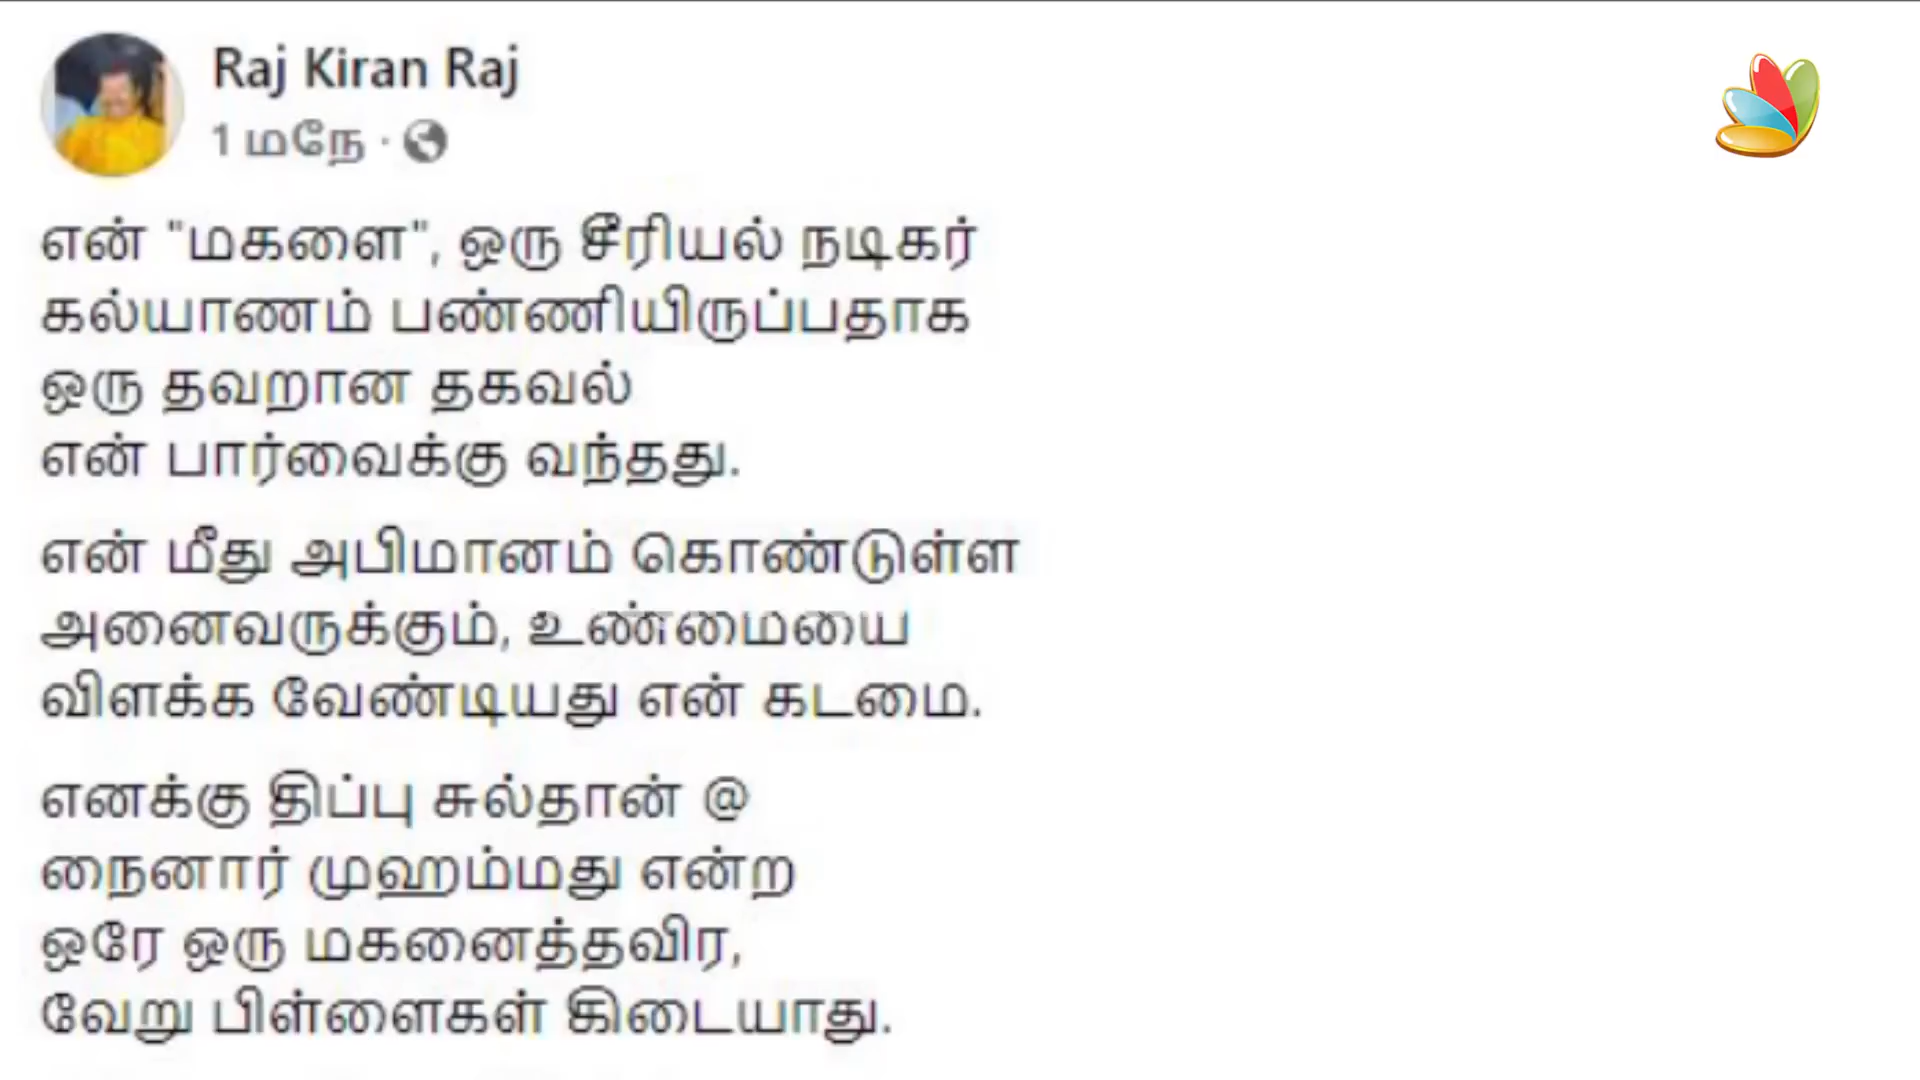 Raj Kiran Raj
1 மநே ·
என் "மகளை", ஒரு சீரியல் நடிகர்
கல்யாணம் பண்ணியிருப்பதாக
ஒரு தவறான தகவல்
என் பார்வைக்கு வந்தது.
என் மீது அபிமானம் கொண்டுள்ள
அனைவருக்கும், உண்மையை
விளக்க வேண்டியது என் கடமை.
எனக்கு திப்பு சுல்தான் @
நைனார் முஹம்மது என்ற
ஒரே ஒரு மகனைத்தவிர,
வேறு பிள்ளைகள் கிடையாது.